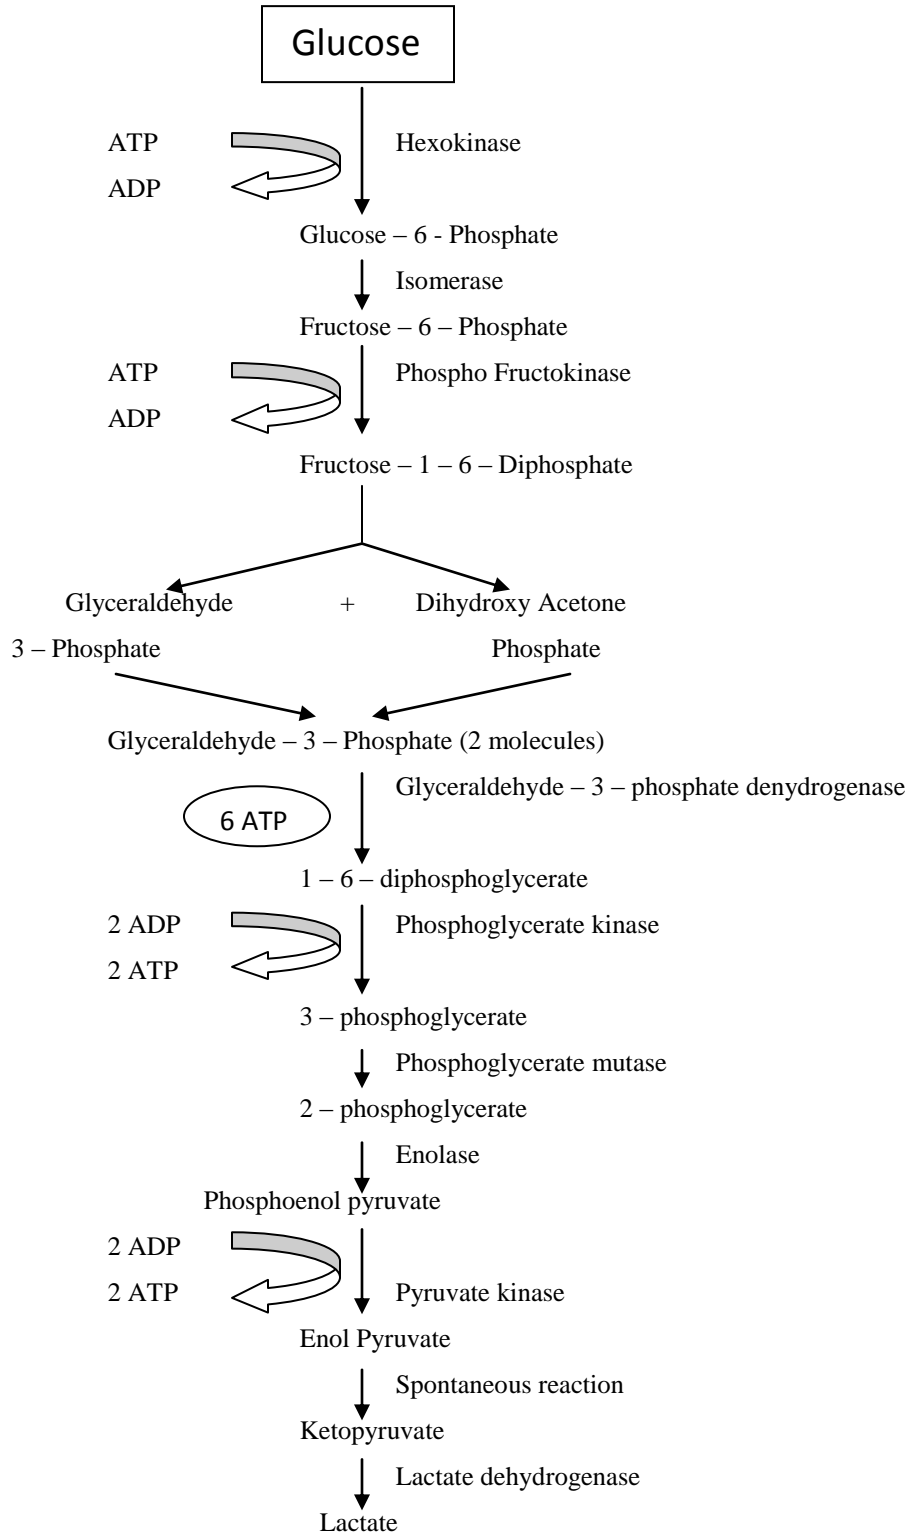 Glucose
ATP
Hexokinase
ADP
Glucose – 6 - Phosphate
Isomerase
Fructose – 6 – Phosphate
ATP
Phospho Fructokinase
ADP
Fructose – 1 – 6 – Diphosphate
Glyceraldehyde + Dihydroxy Acetone
3 – Phosphate Phosphate
Glyceraldehyde – 3 – Phosphate (2 molecules)
Glyceraldehyde – 3 – phosphate denydrogenase
6 ATP
1 – 6 – diphosphoglycerate
2 ADP
Phosphoglycerate kinase
2 ATP
3 – phosphoglycerate
Phosphoglycerate mutase
2 – phosphoglycerate
Enolase
Phosphoenol pyruvate
2 ADP
2 ATP
Pyruvate kinase
Enol Pyruvate
Spontaneous reaction
Ketopyruvate
Lactate dehydrogenase
Lactate